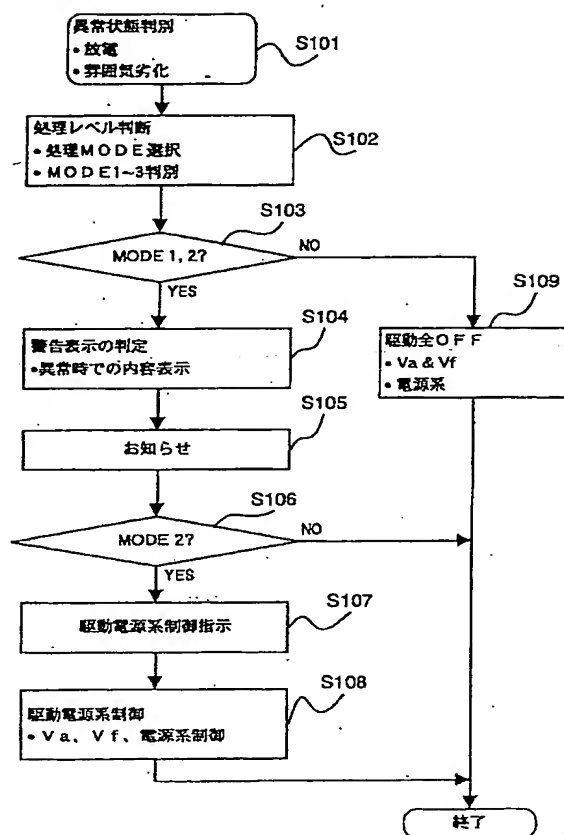 異常状態判別
• 放電
• 雰囲気劣化
S101
処理レベル判断
• 処理MODE選択
• MODE1~3判別
S102
S103
MODE 1, 2?
NO
YES
S104
警告表示の判定
•異常時での内容表示
S109
駆動全OFF
• Va & Vf
• 電源系
S105
お知らせ
S106
MODE 2?
NO
YES
S107
駆動電源系制御指示
S108
駆動電源系制御
• Va、Vf、電源系制御
終了